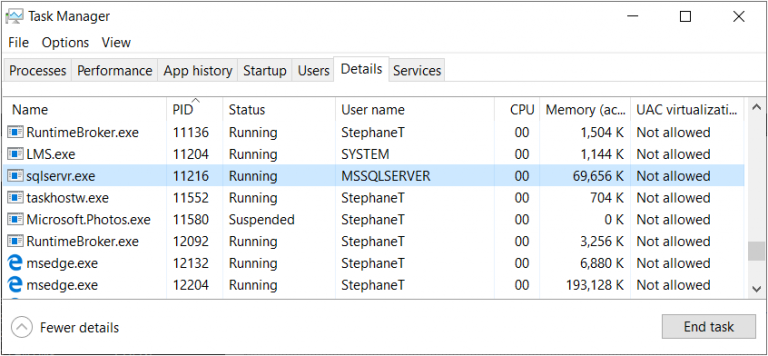 Task Manager
File Options View
Processes Performance App history Startup Users Details Services
Name PID Status User name CPU Memory (ac... UAC virtualizati...
RuntimeBroker.exe 11136 Running StephaneT 00 1,504 K Not allowed
LMS.exe 11204 Running SYSTEM 00 1,144 K Not allowed
sqlservr.exe 11216 Running MSSQLSERVER 00 69,656 K Not allowed
taskhostw.exe 11552 Running StephaneT 00 704 K Not allowed
Microsoft.Photos.exe 11580 Suspended StephaneT 00 0 K Not allowed
RuntimeBroker.exe 12092 Running StephaneT 00 3,256 K Not allowed
msedge.exe 12132 Running StephaneT 00 6,880 K Not allowed
msedge.exe 12204 Running StephaneT 00 193,128 K Not allowed
Fewer details End task